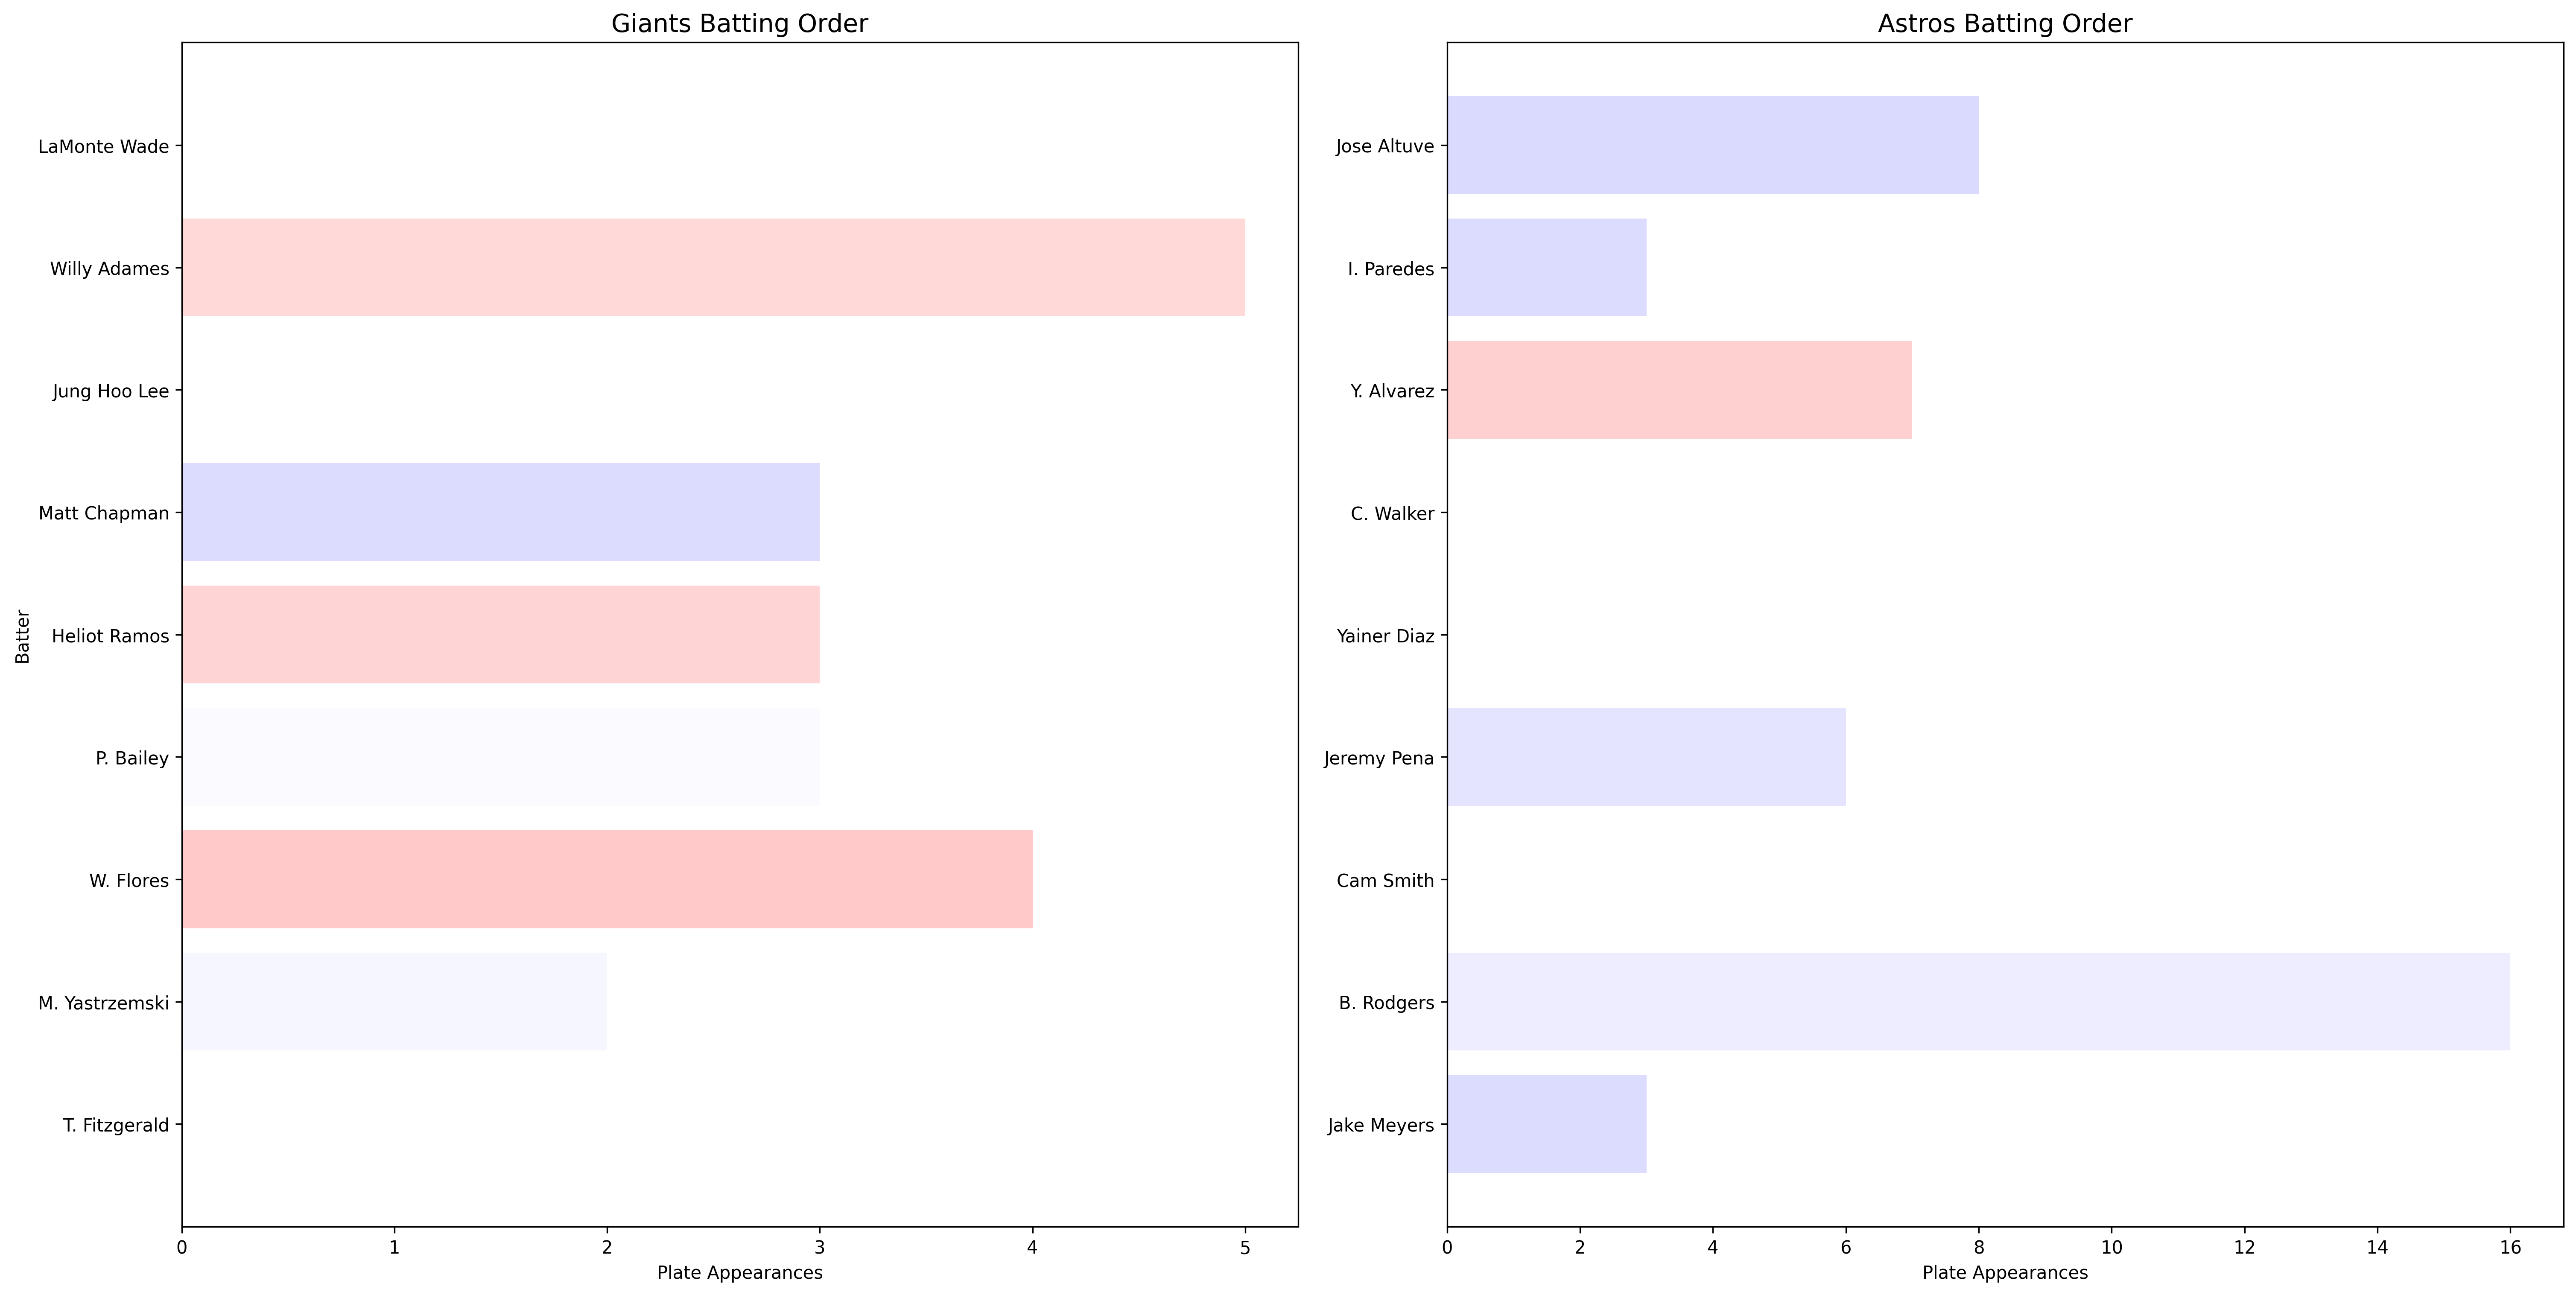 Giants Batting Order
Batter
LaMonte Wade
Willy Adames
Jung Hoo Lee
Matt Chapman
Heliot Ramos
P. Bailey
W. Flores
M. Yastrzemski
T. Fitzgerald
0 1 2 3 4 5
Plate Appearances
Astros Batting Order
Jose Altuve
I. Paredes
Y. Alvarez
C. Walker
Yainer Diaz
Jeremy Pena
Cam Smith
B. Rodgers
Jake Meyers
0 2 4 6 8 10 12 14 16
Plate Appearances